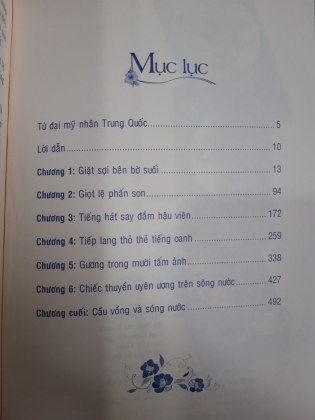 Mục lục
Tứ đại mỹ nhân Trung Quốc 5
Lời dẫn 10
Chương 1: Giặt sợi bên bờ suối 13
Chương 2: Giọt lệ phấn son 94
Chương 3: Tiếng hát say đắm hậu viên 172
Chương 4: Tiếp lang thỏ thẻ tiếng oanh 259
Chương 5: Gương trong mười tấm ảnh 338
Chương 6: Chiếc thuyền uyên ương trên sông nước 427
Chương cuối: Cầu vồng và sóng nước 492